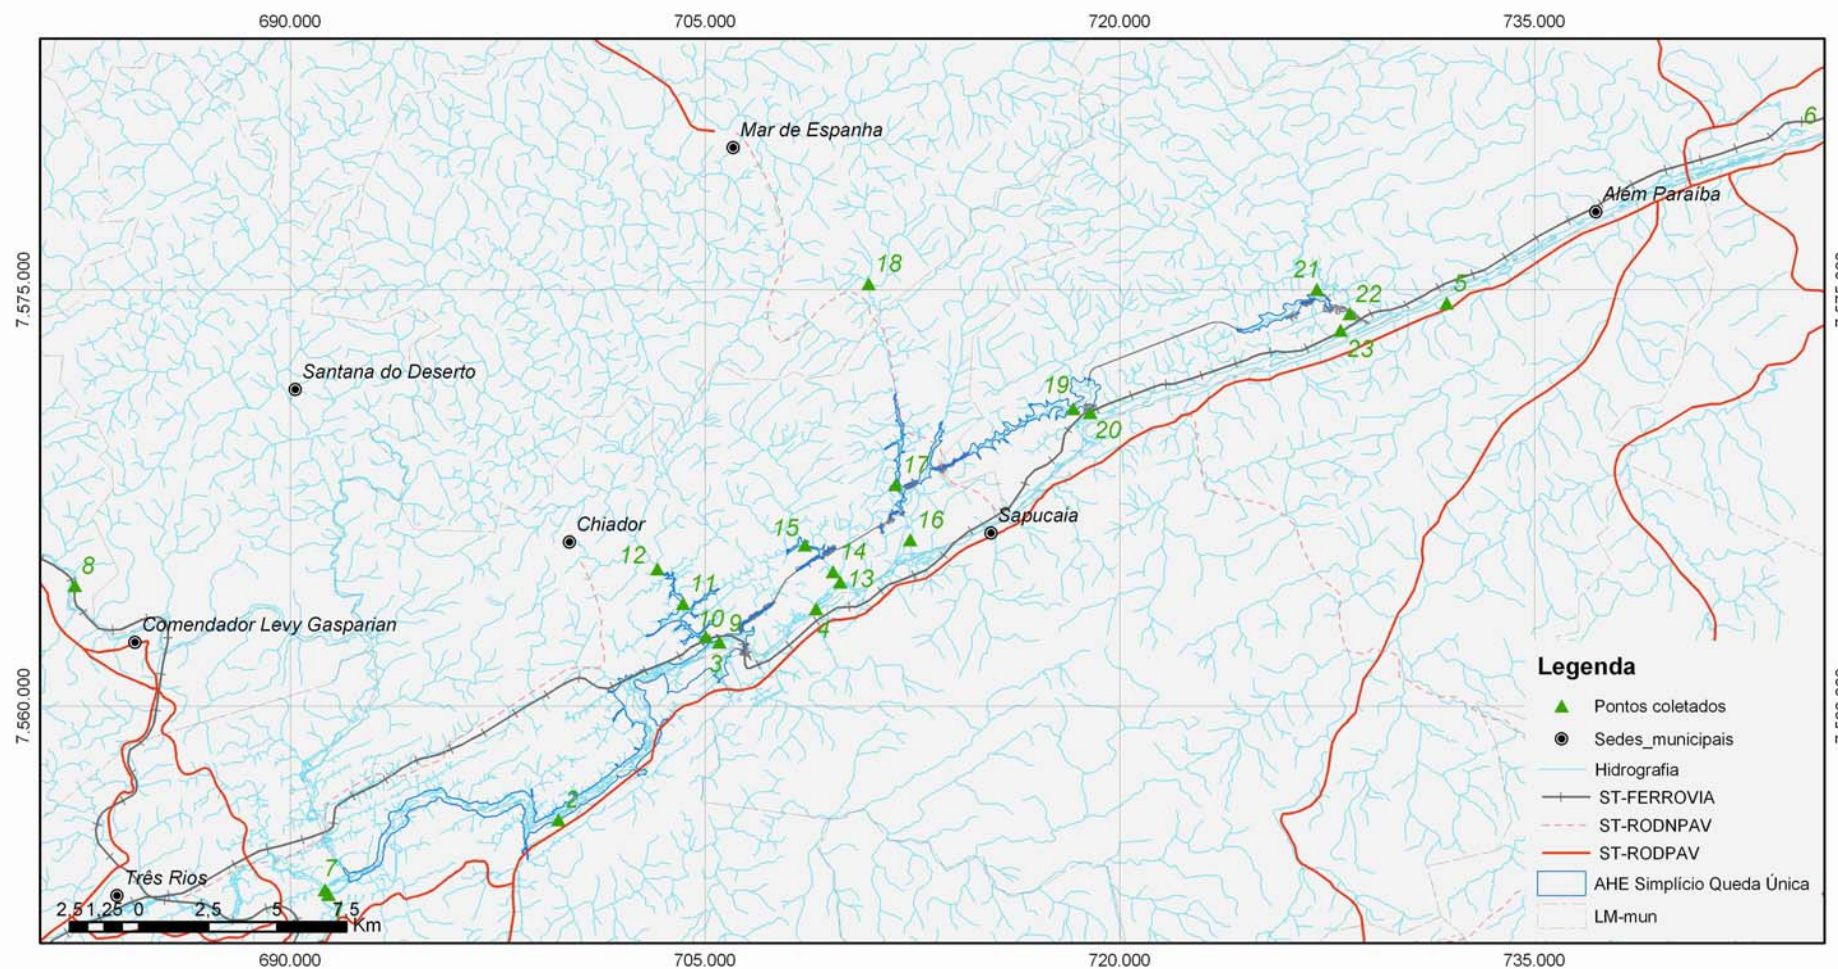 690.000 705.000 720.000 735.000
6
Mar de Espanha
Além Paraíba
18
21
22
5
7.575.000
23
Santana do Deserto
19
20
17
Sapucaia
16
Chiador
15
14
12
13
8
11
10
9
Comendador Levy Gasparian
4
3
7.560.000
2
7
Três Rios
2,5 1,25 0 2,5 5 7,5
Km
Legenda
Pontos coletados
Sedes_municipais
Hidrografia
ST-FERROVIA
ST-RODNPAV
ST-RODPAV
AHE Simplício Queda Única
LM-mun
690.000 705.000 720.000 735.000